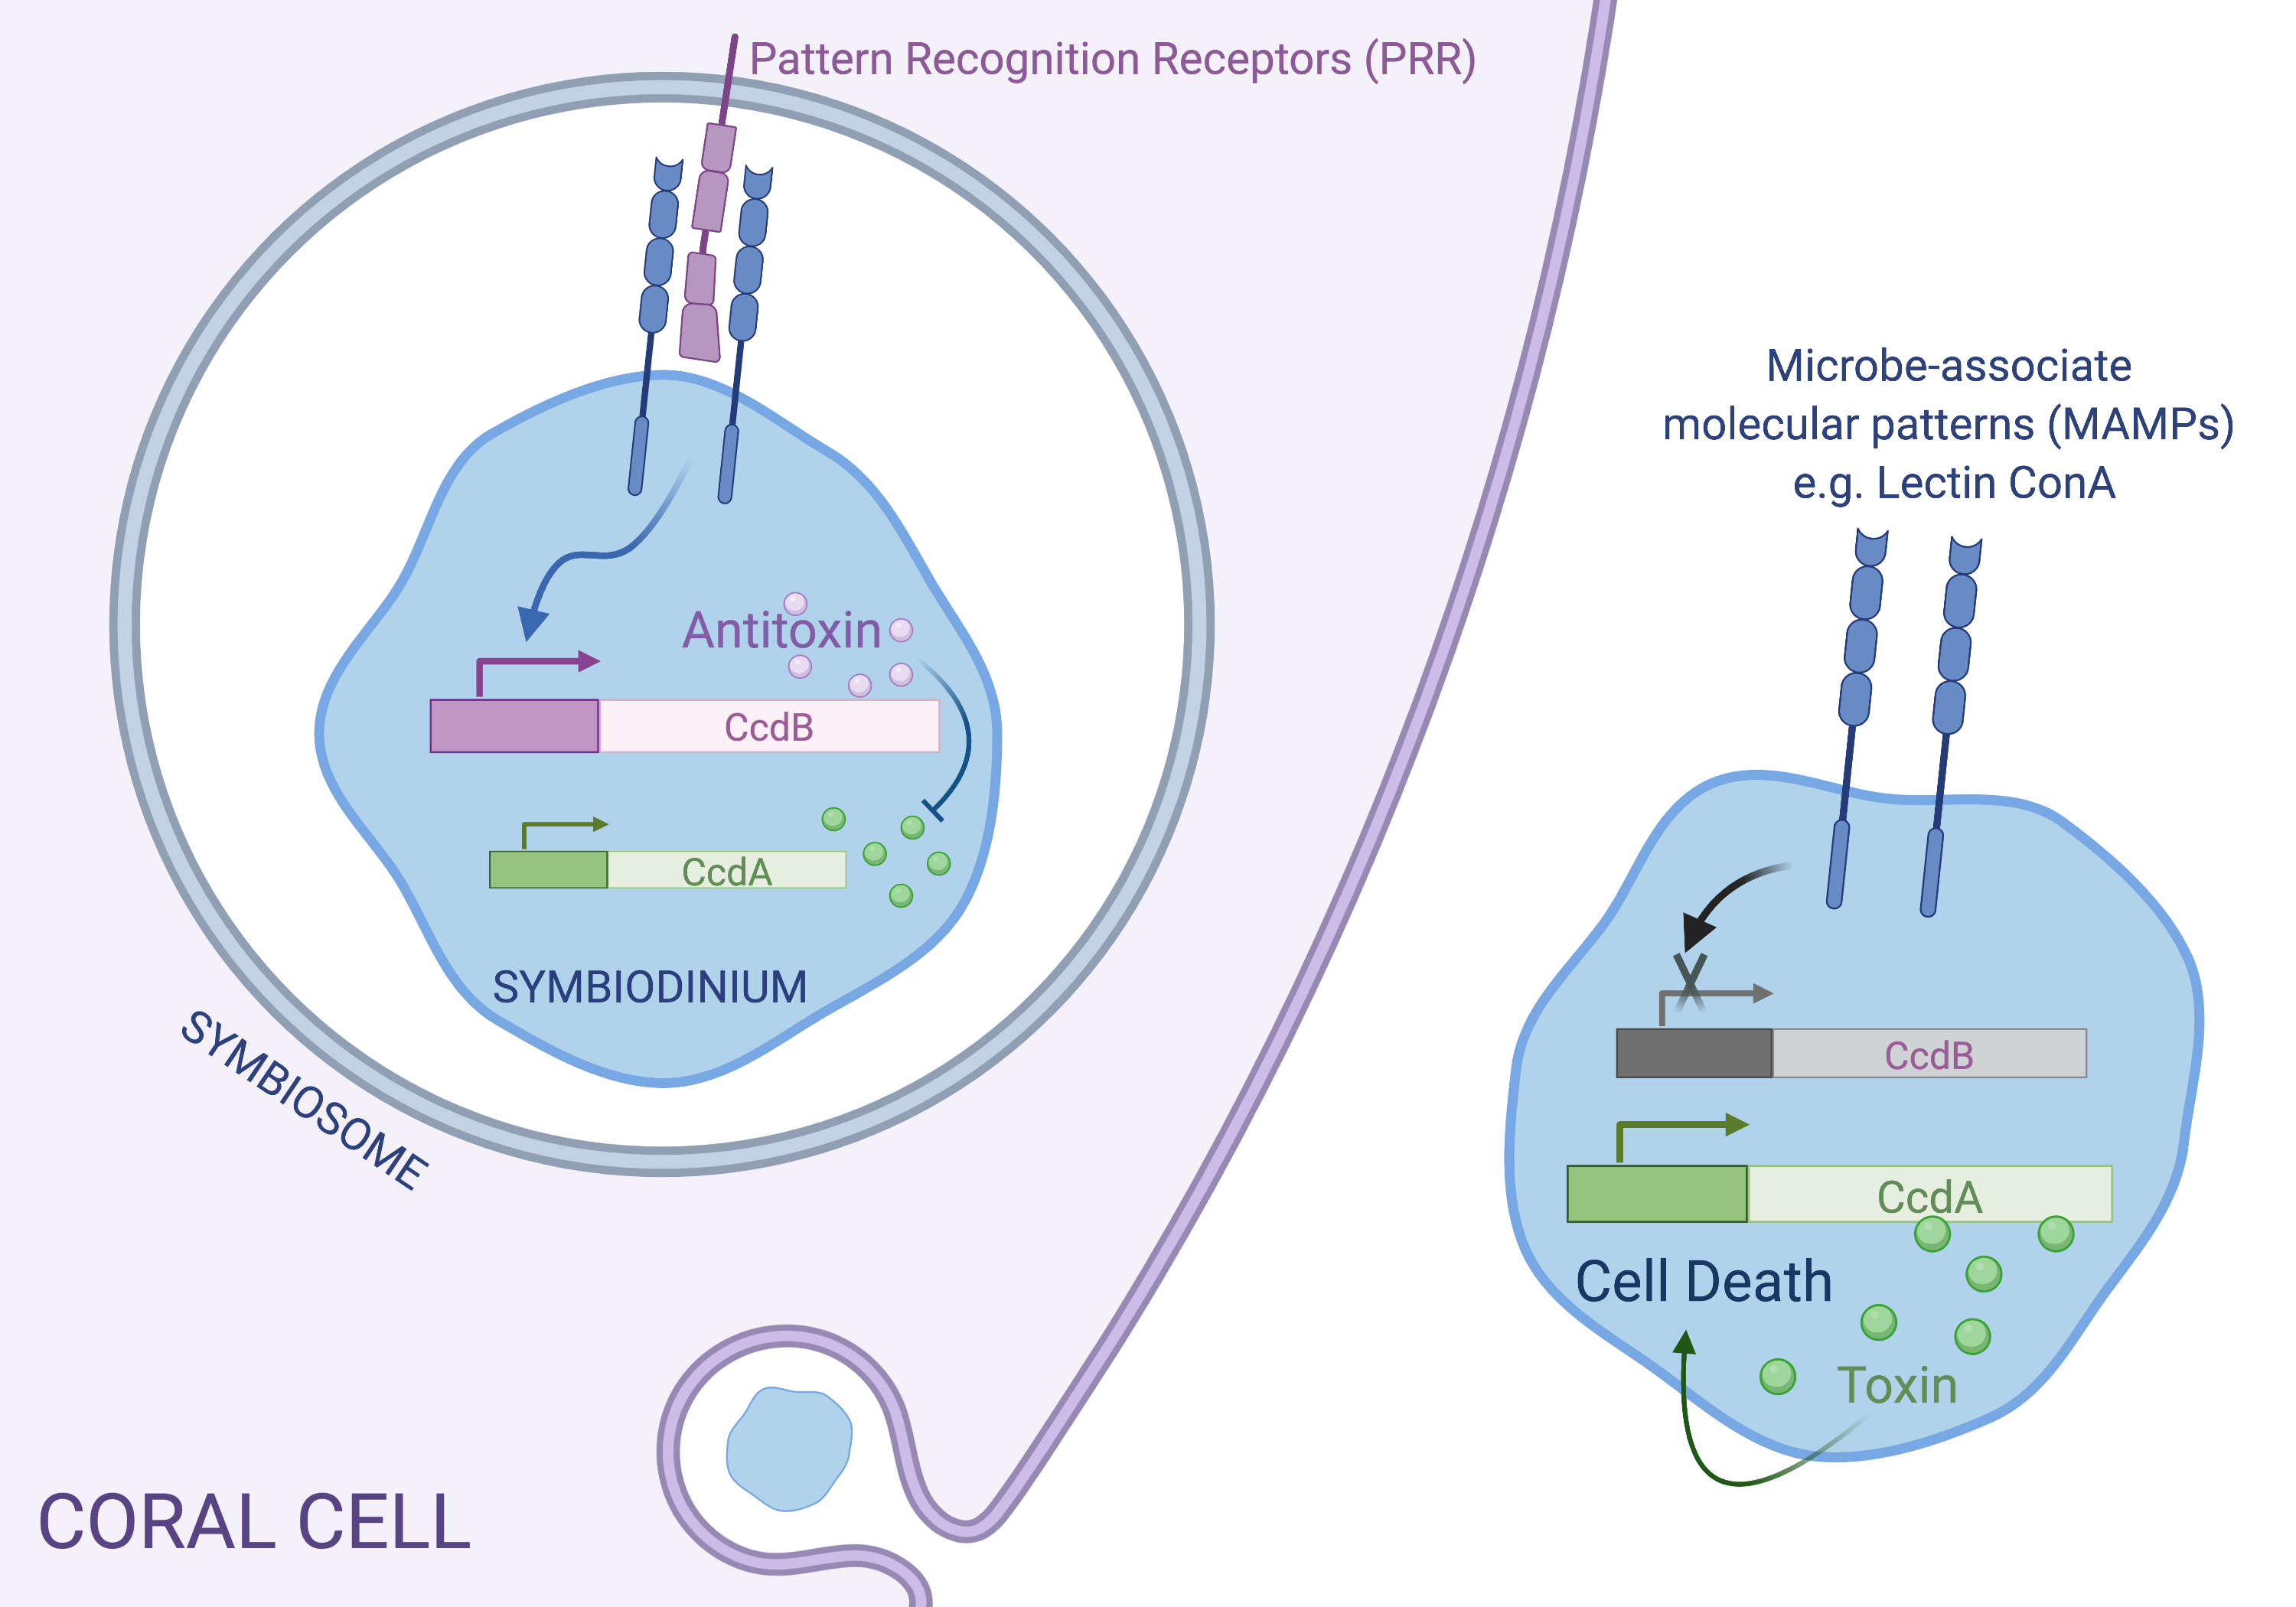 Pattern Recognition Receptors (PRR)
Antitoxin
CcdB
CcdA
SYMBIODINIUM
SYMBIOSOME
CORAL CELL
Microbe-associate
molecular patterns (MAMPs)
e.g. Lectin ConA
CcdB
CcdA
Cell Death
Toxin